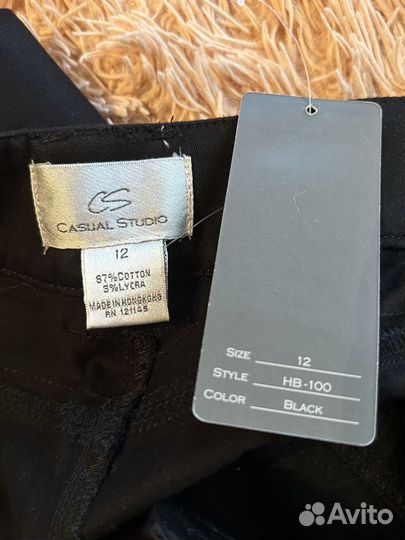 CS
CASUAL STUDIO
12
97%COTTON
3%LYCRA
MADE IN HONGKONG
RN 121145
SIZE 12
STYLE HB-100
COLOR BLACK
Avito